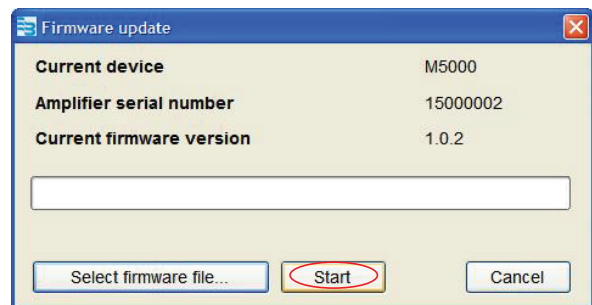 Firmware update
Current device M5000
Amplifier serial number 15000002
Current firmware version 1.0.2
Select firmware file... Start Cancel